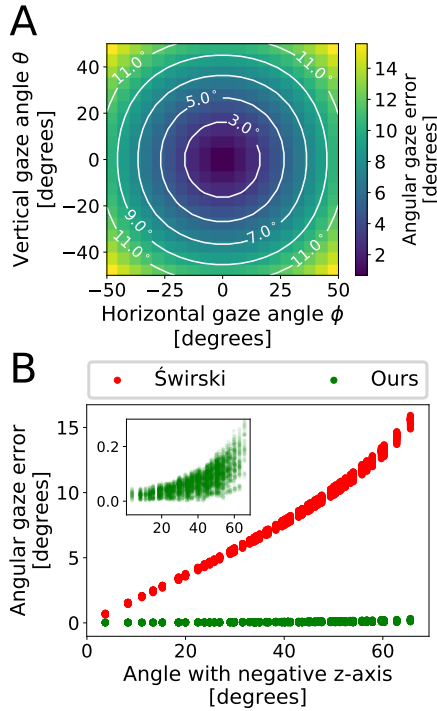 A
Vertical gaze angle θ
[degrees]
40
20
0
−20
−40
11.0°
11.0°
5.0°
3.0°
9.0°
7.0°
11.0°
11.0°
−50
−25
0
25
50
Horizontal gaze angle ϕ
[degrees]
14
12
10
8
6
4
2
Angular gaze error
[degrees]
B
Świrski
Ours
Angular gaze error
[degrees]
15
10
5
0
0.2
0.0
10 20 30 40 50 60
0
20
40
60
Angle with negative z-axis
[degrees]